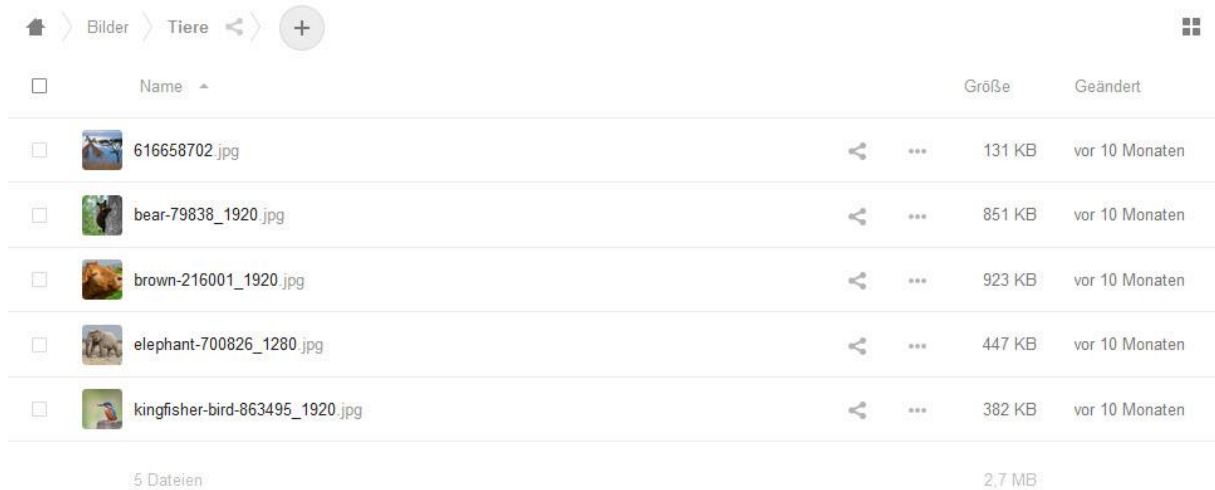 Bilder Tiere +
Name Größe Geändert
616658702.jpg 131 KB vor 10 Monaten
bear-79838_1920.jpg 851 KB vor 10 Monaten
brown-216001_1920.jpg 923 KB vor 10 Monaten
elephant-700826_1280.jpg 447 KB vor 10 Monaten
kingfisher-bird-863495_1920.jpg 382 KB vor 10 Monaten
5 Dateien 2,7 MB